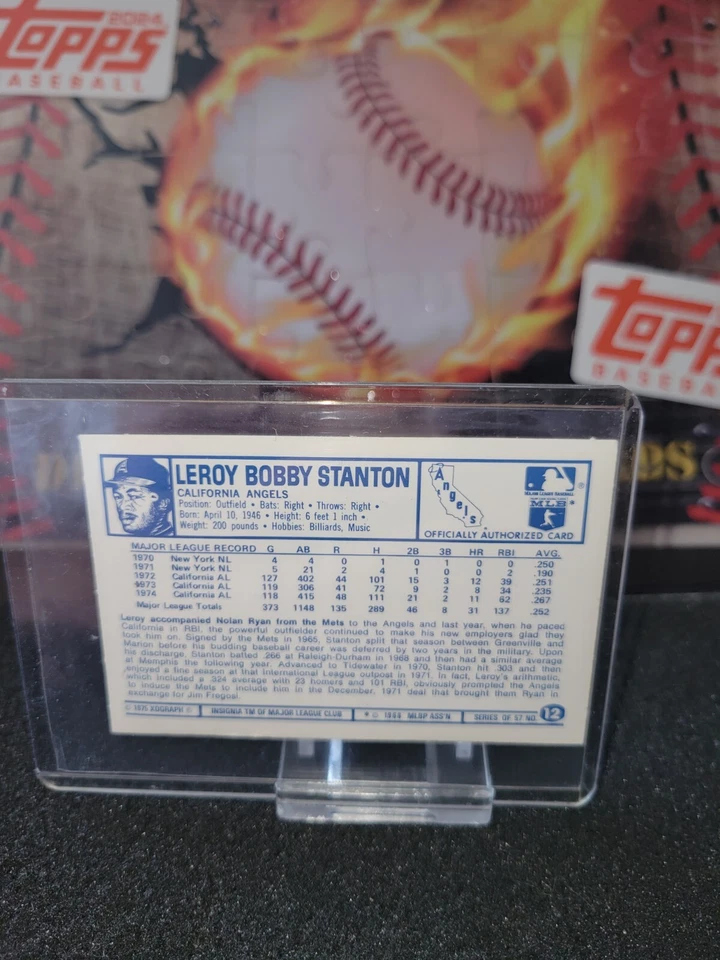 2024
TOPPS
BASEBALL
TOPPS
BASEBA
es
LEROY BOBBY STANTON
CALIFORNIA ANGELS
Position: Outfield • Bats: Right • Throws: Right •
Born: April 10, 1946 • Height: 6 feet 1 inch •
Weight: 200 pounds • Hobbies: Billiards, Music
Angels
MAJOR LEAGUE BASEBALL
MLB
OFFICIALLY AUTHORIZED CARD
MAJOR LEAGUE RECORD G AB R H 2B 3B HR RBI AVG.
1970 New York NL 4 4 0 1 0 1 0 0 .250
1971 New York NL 5 21 2 4 1 0 0 2 .190
1972 California AL 127 402 44 101 15 3 12 39 .251
1973 California AL 119 306 41 72 9 2 8 34 .235
1974 California AL 118 415 48 111 21 2 11 62 .267
Major League Totals 373 1148 135 289 46 8 31 137 .252
Leroy accompanied Nolan Ryan from the Mets to the Angels and last year, when he paced
California in RBI, the powerful outfielder continued to make his new employers glad they
took him on. Signed by the Mets in 1965, Stanton split that season between Greenville and
Marion before his budding baseball career was deferred by two years in the military. Upon
his discharge, Stanton batted .266 at Raleigh-Durham in 1968 and then had a similar average
at Memphis the following year. Advanced to Tidewater in 1970, Stanton hit .303 and then
enjoyed a fine season at that International League outpost in 1971. In fact, Leroy's arithmetic,
which included a .324 average with 23 homers and 101 RBI, obviously prompted the Angels
to induce the Mets to include him in the December, 1971 deal that brought them Ryan in
exchange for Jim Fregosi.
© 1975 XOGRAPH ® INSIGNIA TM OF MAJOR LEAGUE CLUB © 1969 MLBP ASS'N SERIES OF 57 NO. 12